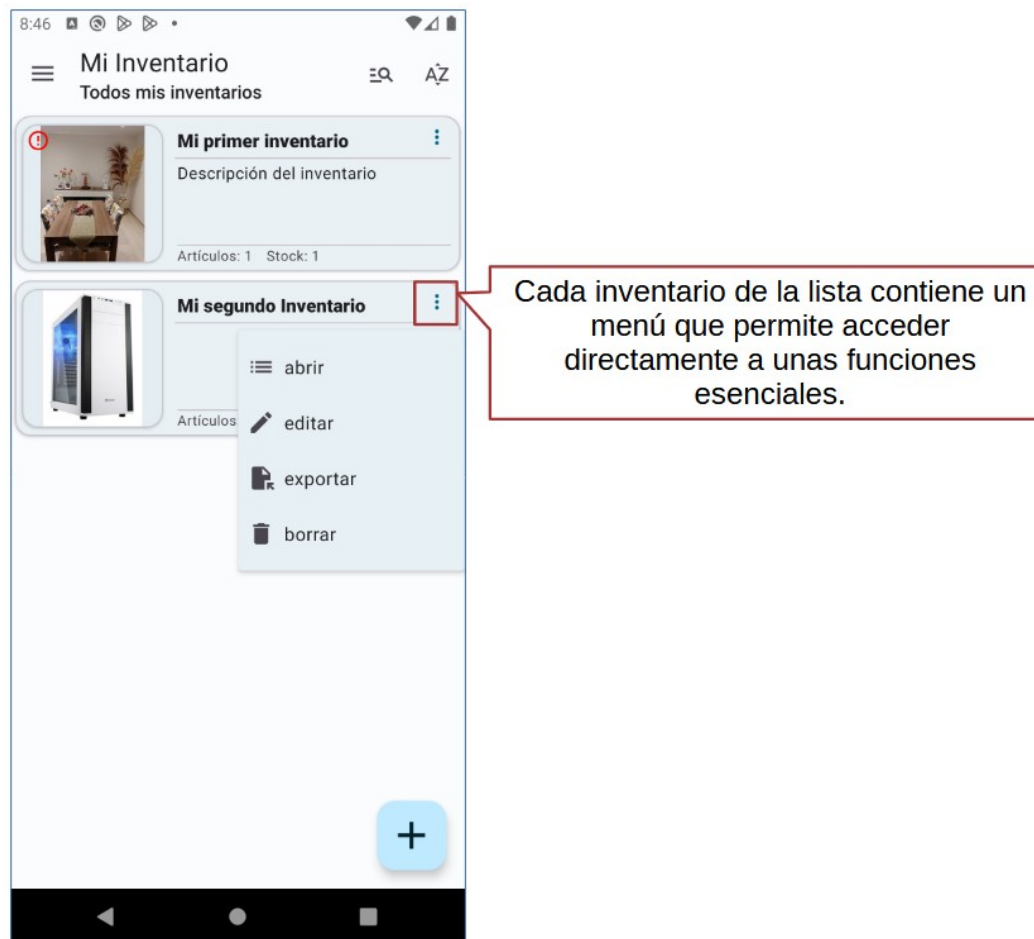 8:46
Mi Inventario
Todos mis inventarios
AZ
Mi primer inventario
Descripción del inventario
Artículos: 1 Stock: 1
Mi segundo Inventario
abrir
Artículos
editar
exportar
borrar
Cada inventario de la lista contiene un
menú que permite acceder
directamente a unas funciones
esenciales.